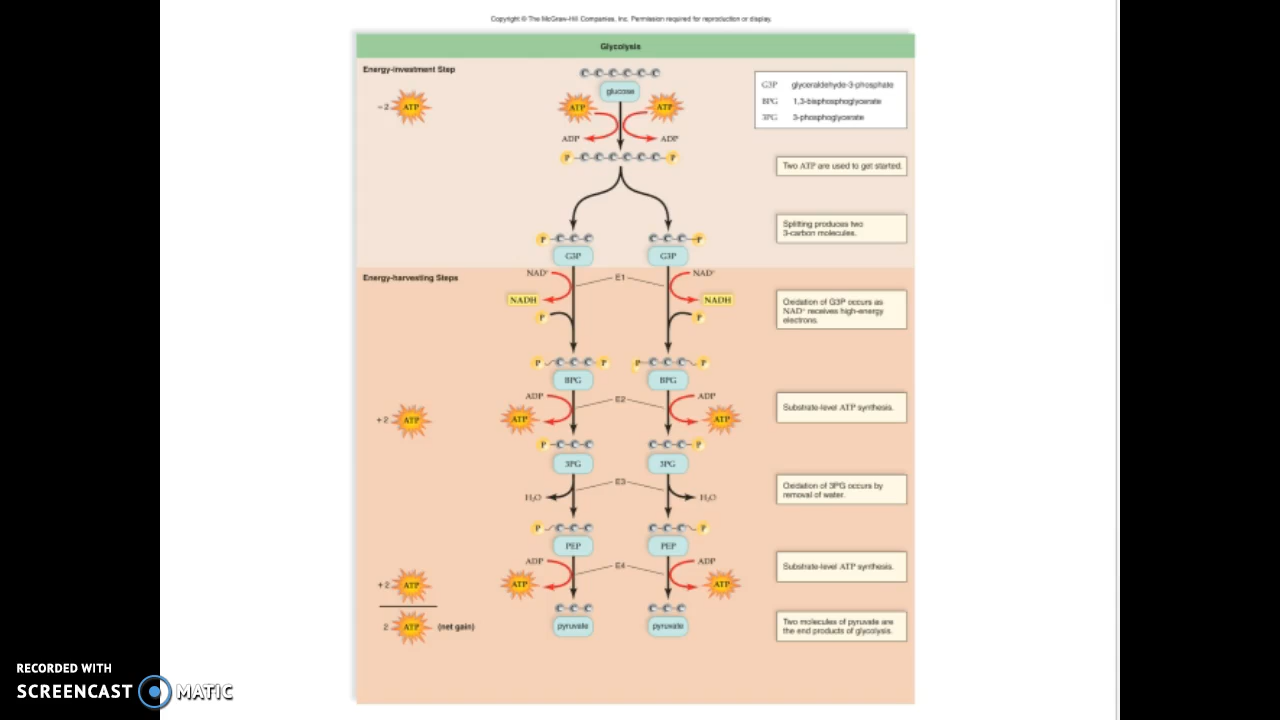 Copyright © The McGraw-Hill Companies, Inc. Permission required for reproduction or display.
Glycolysis
Energy-investment Step
C C C C C C
glucose
G3P glyceraldehyde-3-phosphate
BPG 1,3-bisphosphoglycerate
3PG 3-phosphoglycerate
-2 ATP
ATP ATP
ADP ADP
P C C C C C C P
Two ATP are used to get started.
Splitting produces two
3-carbon molecules.
P C C C C C C P
G3P G3P
Energy-harvesting Steps
NAD⁺ E1 NAD⁺
NADH NADH
P P
Oxidation of G3P occurs as
NAD⁺ receives high-energy
electrons.
P C C C P P C C C P
BPG BPG
ADP E2 ADP
+2 ATP
ATP ATP
Substrate-level ATP synthesis.
P C C C C C C P
3PG 3PG
E3
H₂O H₂O
Oxidation of 3PG occurs by
removal of water.
P C C C C C C P
PEP PEP
ADP E4 ADP
Substrate-level ATP synthesis.
+2 ATP
ATP ATP
C C C C C C
2 ATP (net gain)
pyruvate pyruvate
Two molecules of pyruvate are
the end products of glycolysis.
RECORDED WITH
SCREENCAST MATIC